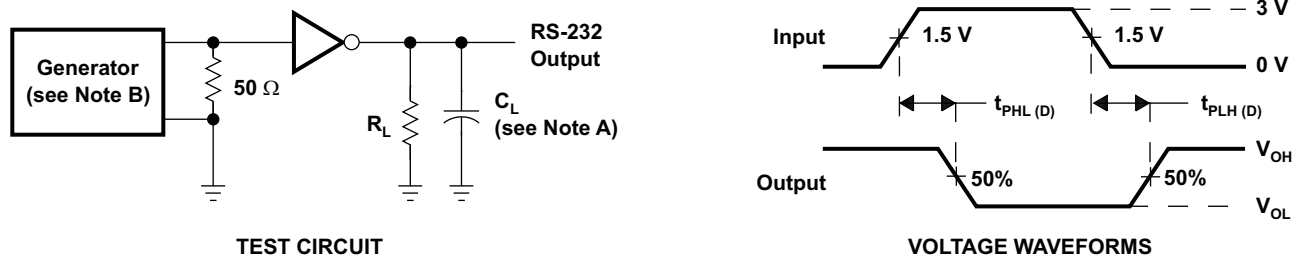 Generator
(see Note B)
50 Ω
RS-232
Output
R_L
C_L
(see Note A)
TEST CIRCUIT
Input
1.5 V
1.5 V
3 V
0 V
t_PHL (D)
t_PLH (D)
Output
50%
50%
V_OH
V_OL
VOLTAGE WAVEFORMS